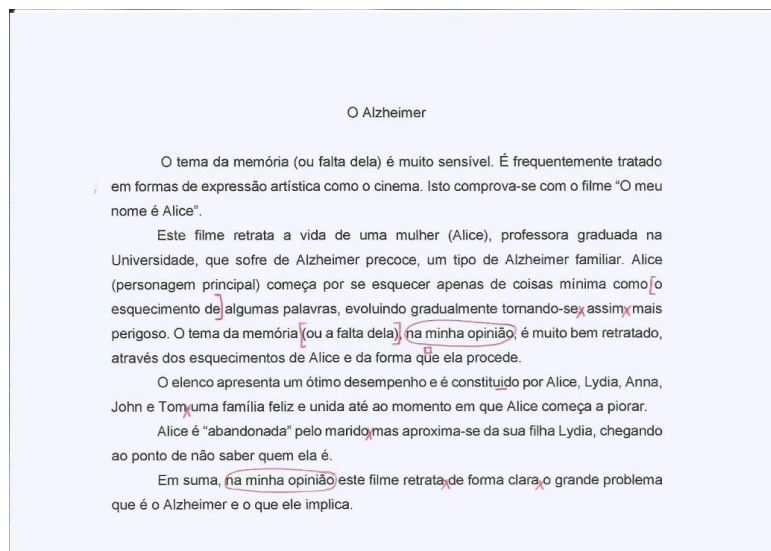 O Alzheimer
O tema da memória (ou falta dela) é muito sensível. É frequentemente tratado
em formas de expressão artística como o cinema. Isto comprova-se com o filme “O meu
nome é Alice”.
Este filme retrata a vida de uma mulher (Alice), professora graduada na
Universidade, que sofre de Alzheimer precoce, um tipo de Alzheimer familiar. Alice
(personagem principal) começa por se esquecer apenas de coisas mínima como [o
esquecimento de] algumas palavras, evoluindo gradualmente tornando-se x assim x mais
perigoso. O tema da memória [(ou a falta dela)], na minha opinião, é muito bem retratado,
através dos esquecimentos de Alice e da forma que ela procede.
O elenco apresenta um ótimo desempenho e é constituido por Alice, Lydia, Anna,
John e Tom x uma família feliz e unida até ao momento em que Alice começa a piorar.
Alice é “abandonada” pelo marido x mas aproxima-se da sua filha Lydia, chegando
ao ponto de não saber quem ela é.
Em suma, na minha opinião este filme retrata x de forma clara x o grande problema
que é o Alzheimer e o que ele implica.